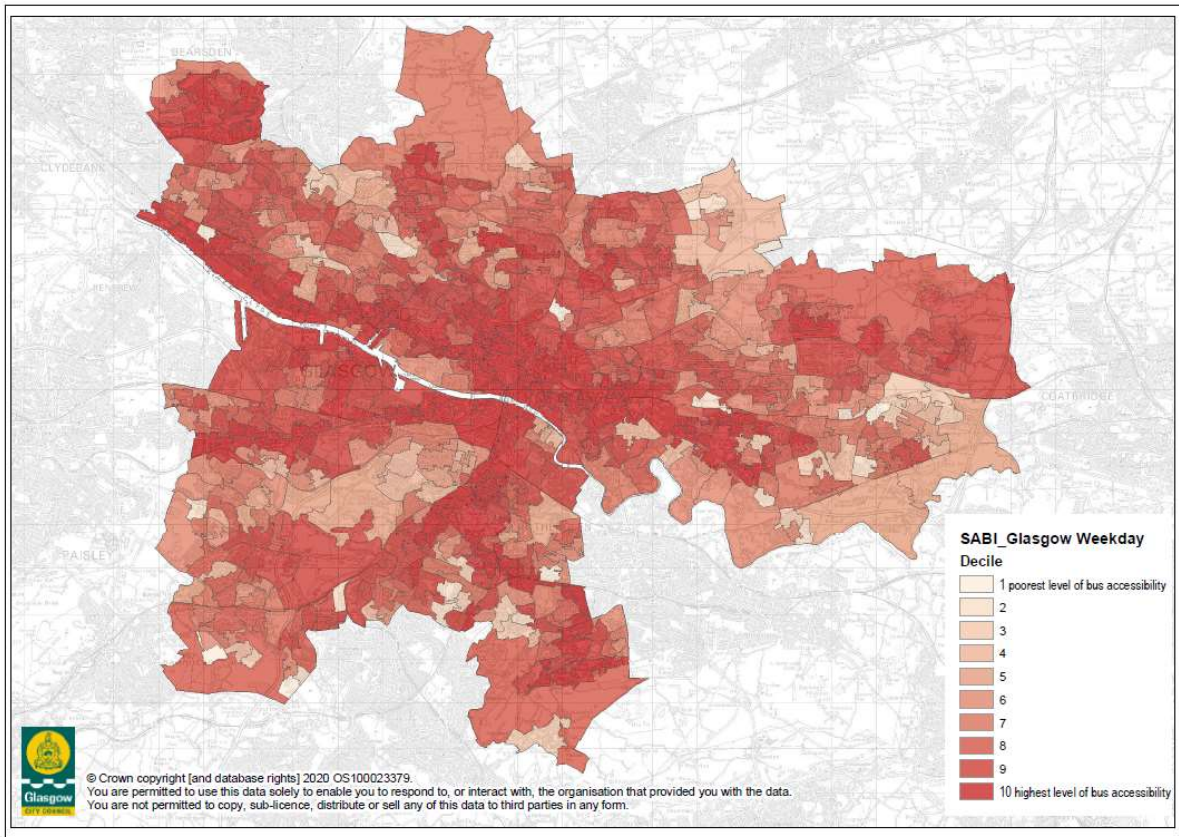 BEARSDEN
CLYDEBANK
GLASGOW
COATBRIDGE
PAISLEY
SABI_Glasgow Weekday
Decile
1 poorest level of bus accessibility
2
3
4
5
6
7
8
9
10 highest level of bus accessibility
Glasgow
CITY COUNCIL
© Crown copyright [and database rights] 2020 OS100023379.
You are permitted to use this data solely to enable you to respond to, or interact with, the organisation that provided you with the data.
You are not permitted to copy, sub-licence, distribute or sell any of this data to third parties in any form.